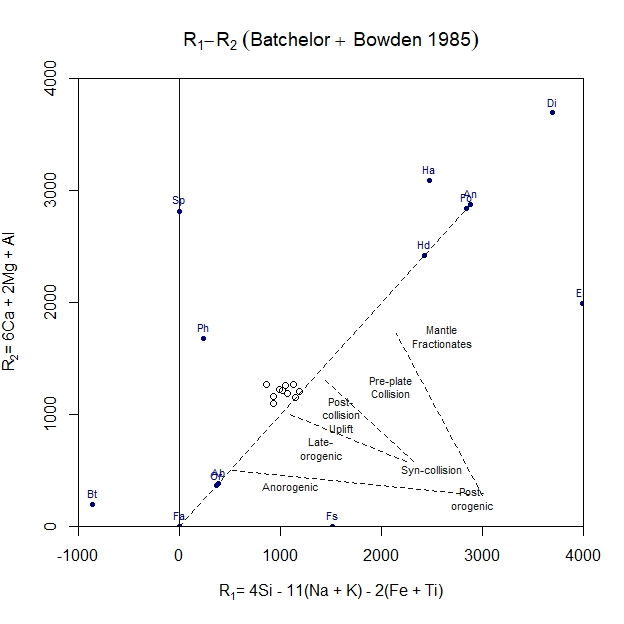 R₁−R₂ (Batchelor + Bowden 1985)
4000
Di
Ha
3000
An
Fo
Sp
Hd
2000
E
Ph
Mantle
Fractionates
Pre-plate
Collision
Post-
collision
Uplift
1000
Late-
orogenic
Syn-collision
Ab
Or
Anorogenic
Post-
orogenic
Bt
Fa
Fs
0
-1000 0 1000 2000 3000 4000
R₂= 6Ca + 2Mg + Al
R₁= 4Si - 11(Na + K) - 2(Fe + Ti)